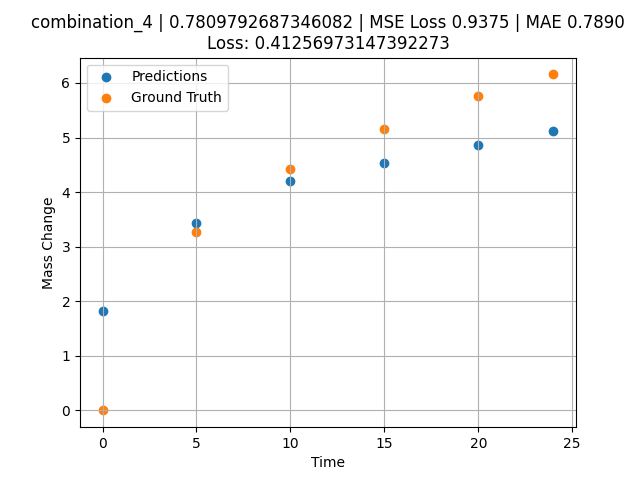 combination_4 | 0.7809792687346082 | MSE Loss 0.9375 | MAE 0.7890
Loss: 0.41256973147392273
Predictions
Ground Truth
6
5
4
3
2
1
0
Mass Change
0 5 10 15 20 25
Time